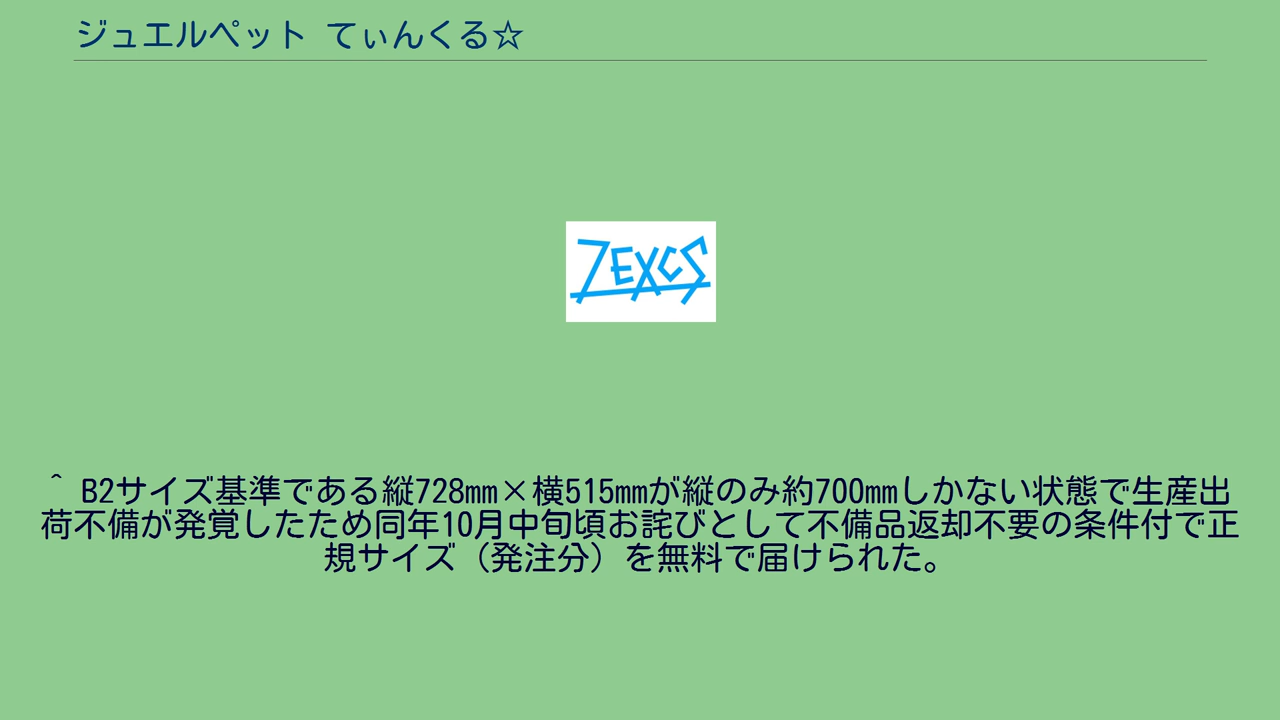 ジュエルペット てぃんくる☆
ZEXCS
^ B2サイズ基準である縦728mm×横515mmが縦のみ約700mmしかない状態で生産出
荷不備が発覚したため同年10月中旬頃お詫びとして不備品返却不要の条件付で正
規サイズ（発注分）を無料で届けられた。